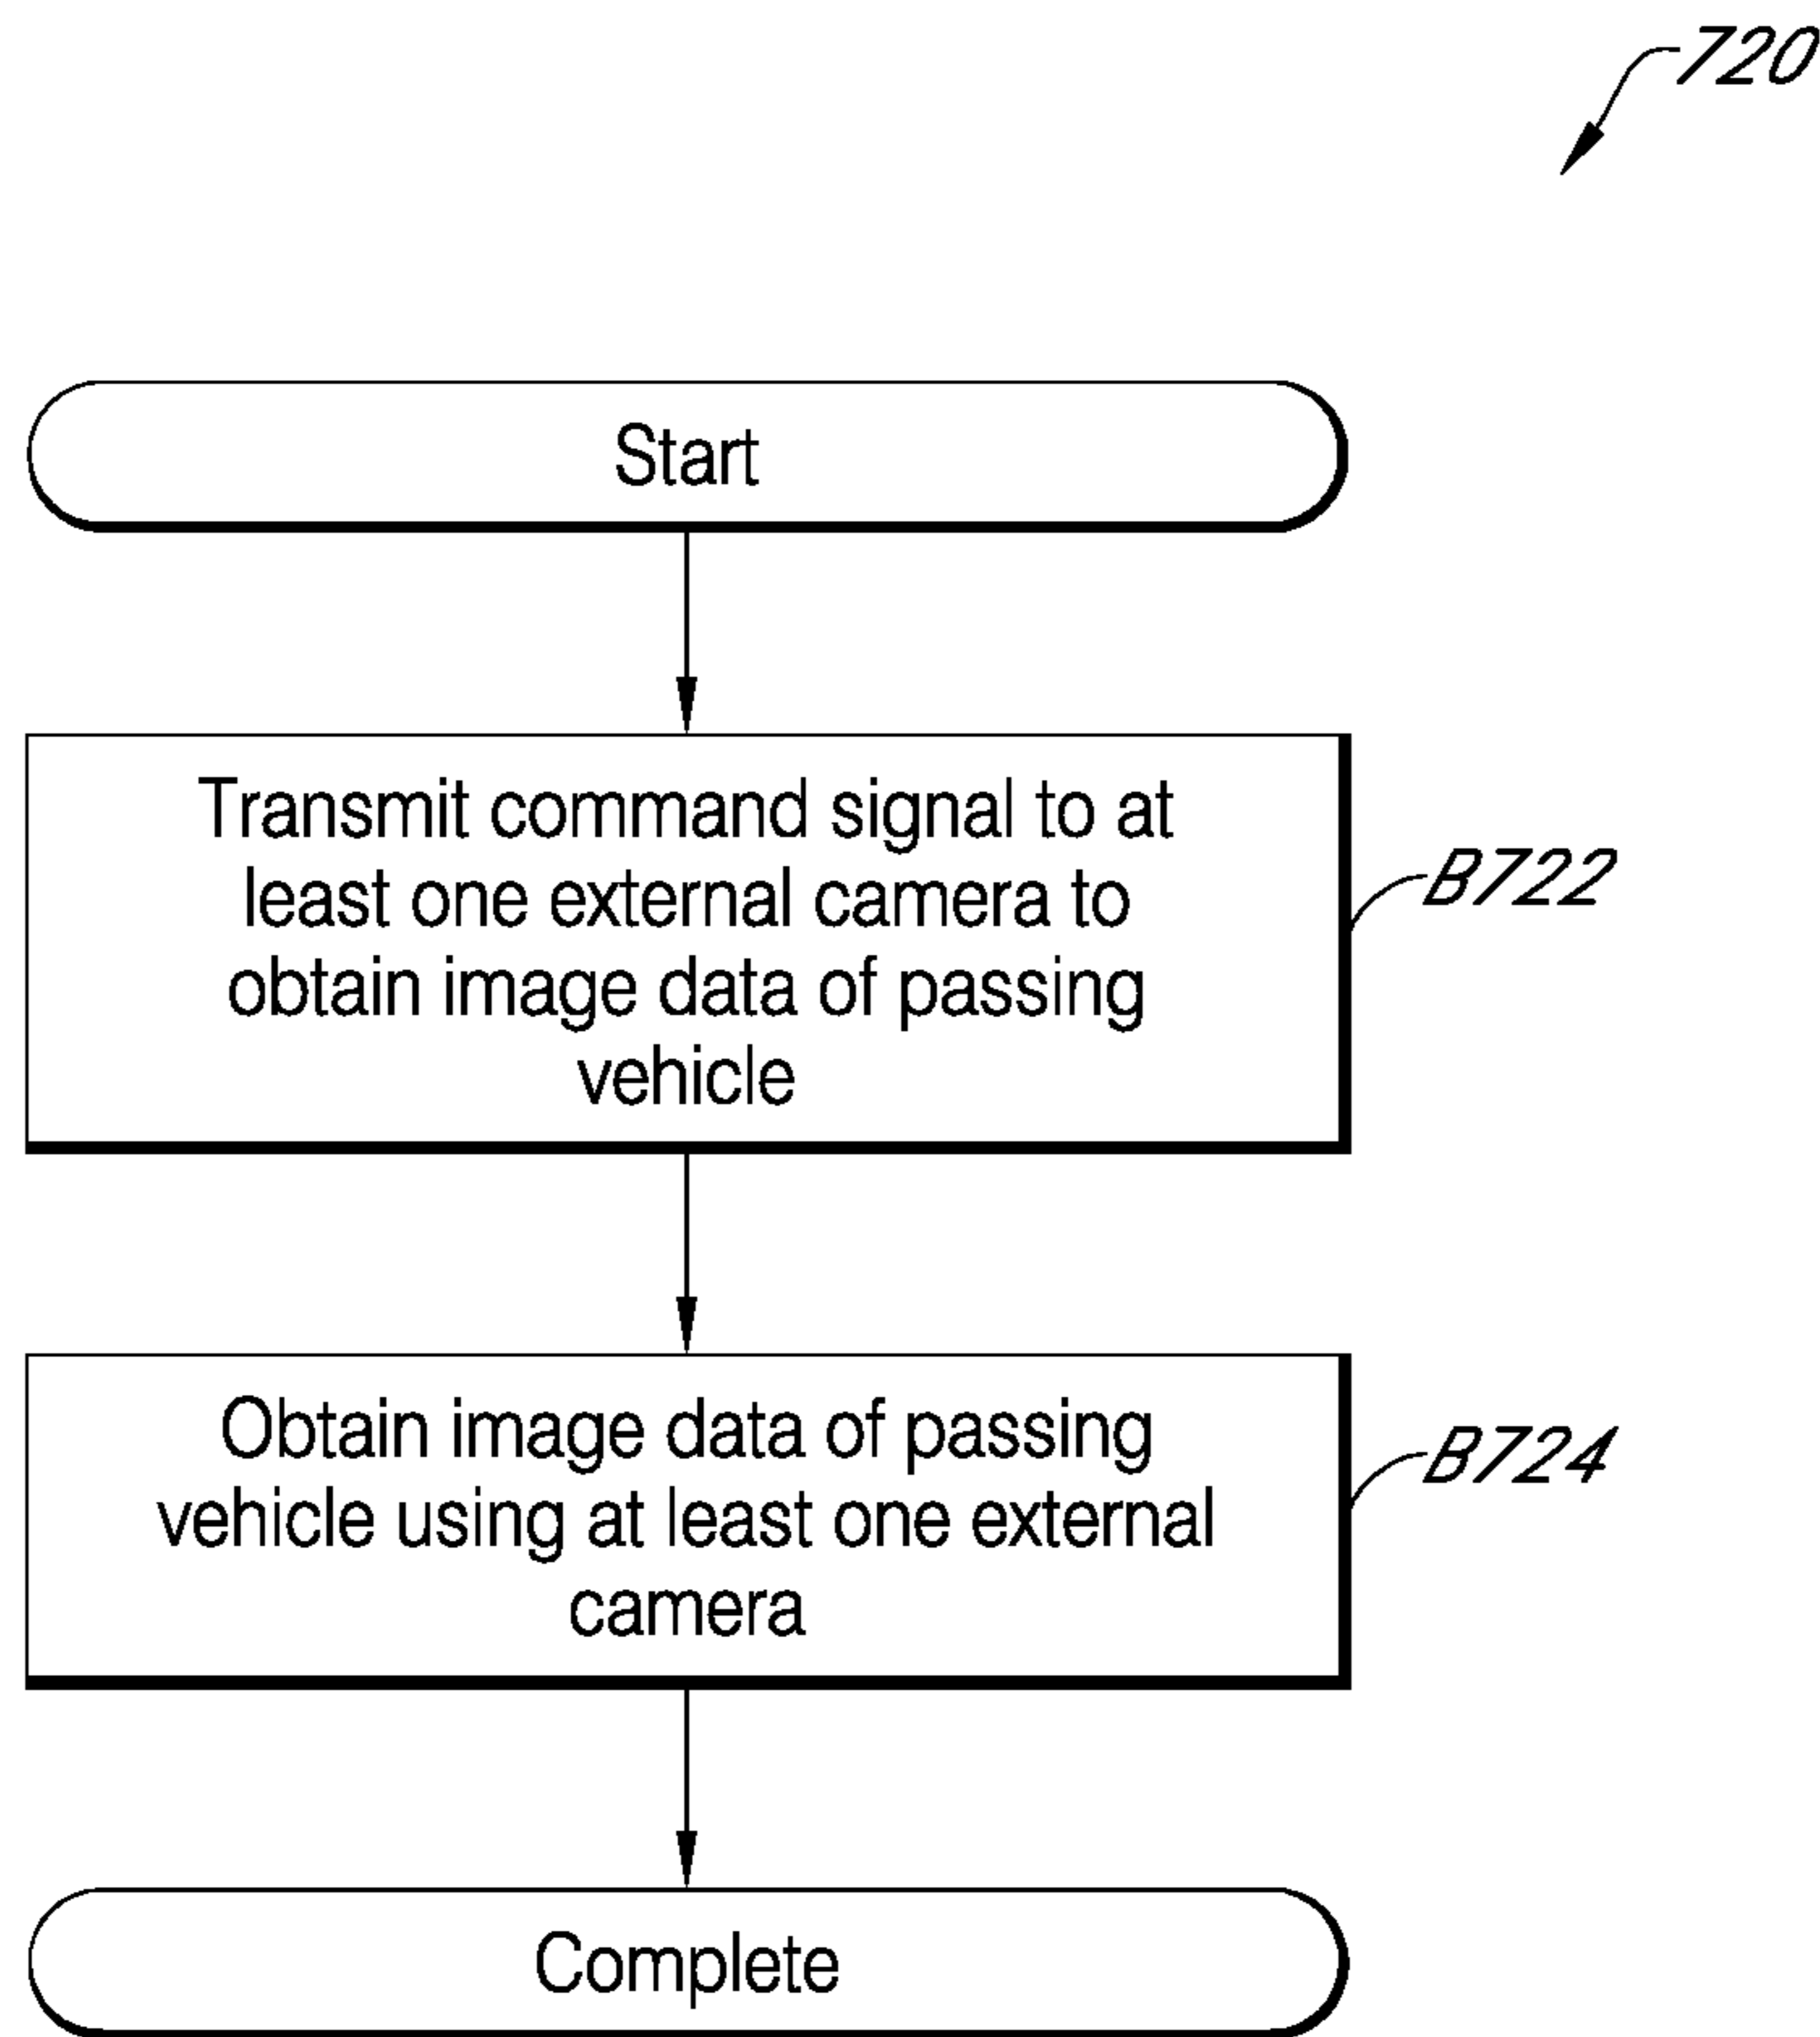 720
Start
Transmit command signal to at
least one external camera to
obtain image data of passing
vehicle
B722
Obtain image data of passing
vehicle using at least one external
camera
B724
Complete